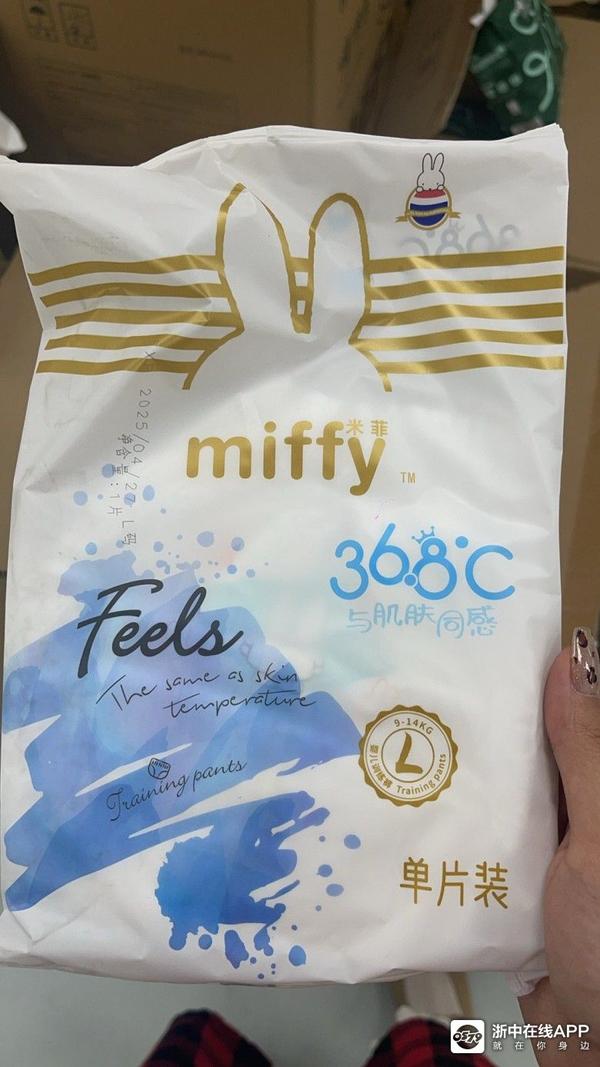 miffy
米菲
TM
2025/04/27
净含量:1片 L码
36.8°C
与肌肤同感
Feels
The same as skin
temperature
Training pants
9-14KG
L
婴儿训练裤 Training pants
单片装
浙中在线APP
就在你身边